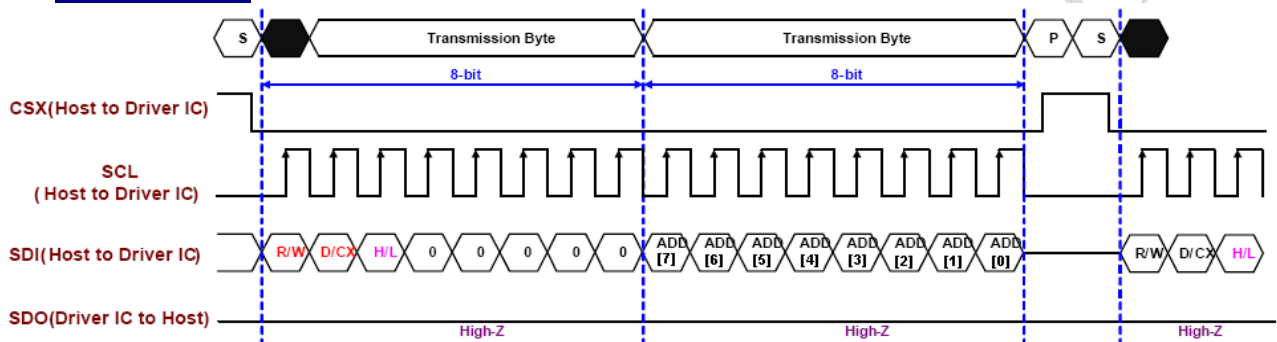 S Transmission Byte Transmission Byte P S
8-bit 8-bit
CSX(Host to Driver IC)
SCL
( Host to Driver IC)
SDI(Host to Driver IC) R/W D/CX H/L 0 0 0 0 0 ADD [7] ADD [6] ADD [5] ADD [4] ADD [3] ADD [2] ADD [1] ADD [0] R/W D/CX H/L
SDO(Driver IC to Host)
High-Z High-Z High-Z